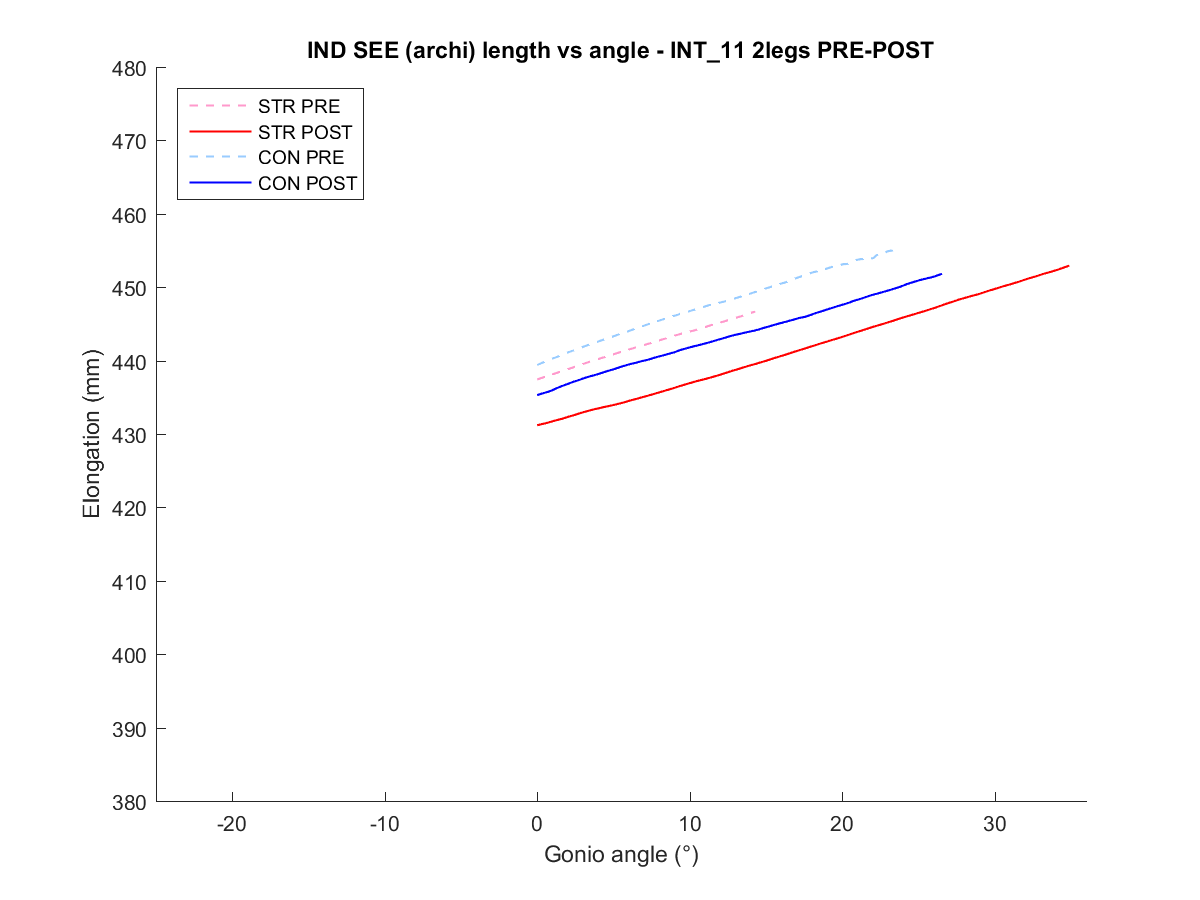 IND SEE (archi) length vs angle - INT_11 2legs PRE-POST
480
470
460
450
440
430
420
410
400
390
380
STR PRE
STR POST
CON PRE
CON POST
Elongation (mm)
-20
-10
0
10
20
30
Gonio angle (°)